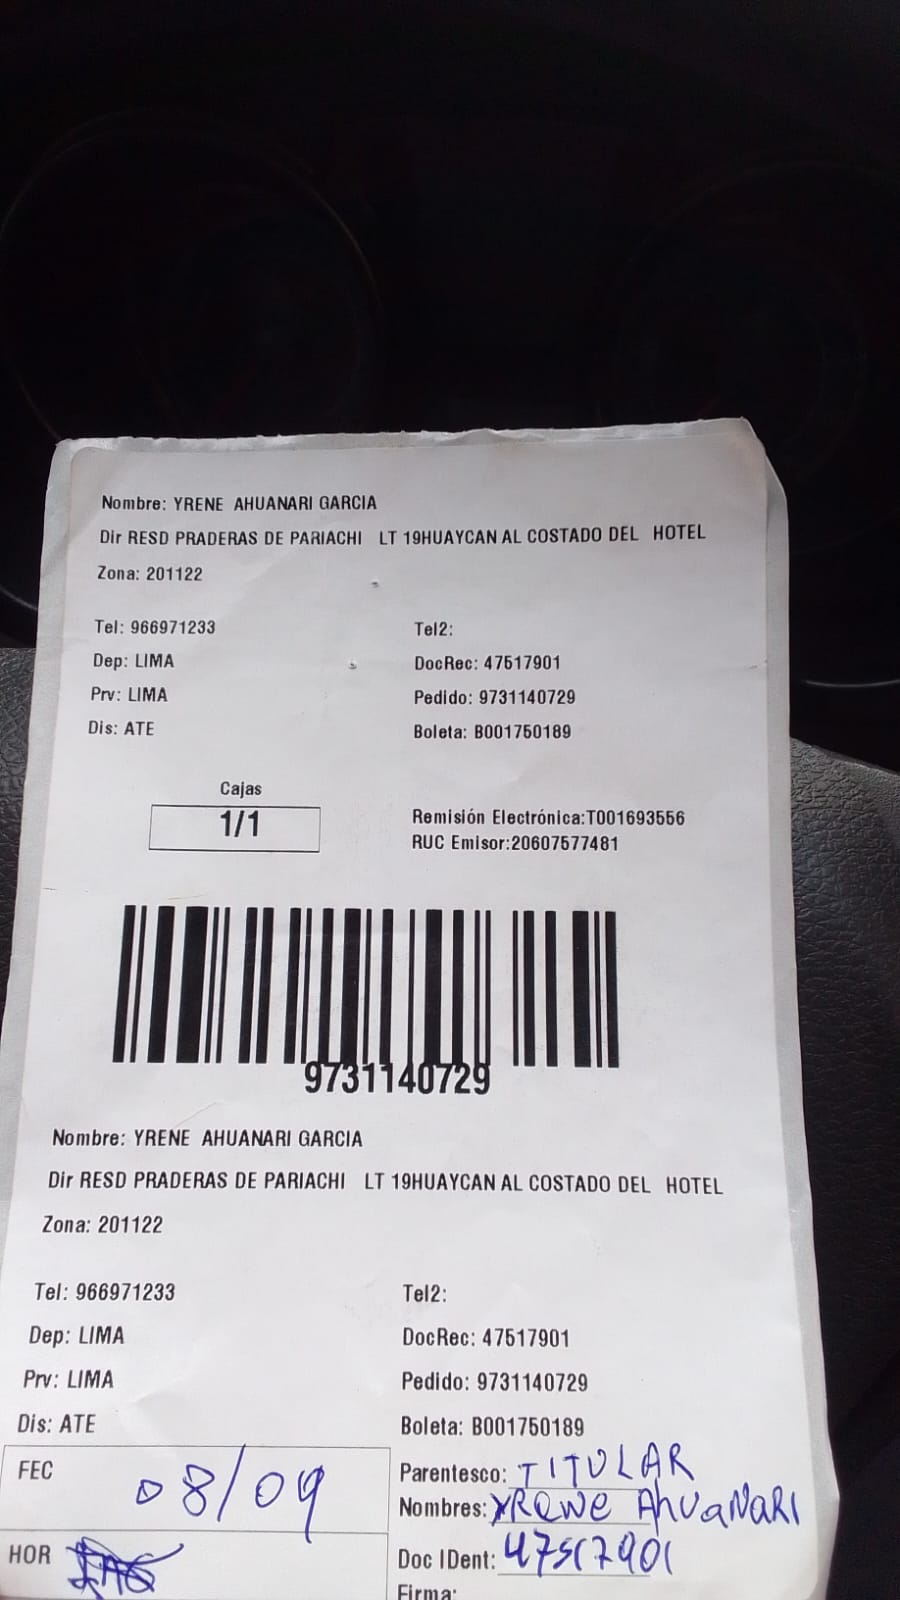 Nombre: YRENE AHUANARI GARCIA
Dir RESD PRADERAS DE PARIACHI LT 19HUAYCAN AL COSTADO DEL HOTEL
Zona: 201122
Tel: 966971233 Tel2:
Dep: LIMA DocRec: 47517901
Prv: LIMA Pedido: 9731140729
Dis: ATE Boleta: B001750189
Cajas
1/1
Remisión Electrónica:T001693556
RUC Emisor:20607577481
9731140729
Nombre: YRENE AHUANARI GARCIA
Dir RESD PRADERAS DE PARIACHI LT 19HUAYCAN AL COSTADO DEL HOTEL
Zona: 201122
Tel: 966971233 Tel2:
Dep: LIMA DocRec: 47517901
Prv: LIMA Pedido: 9731140729
Dis: ATE Boleta: B001750189
FEC 08/09
Parentesco: TITULAR
Nombres: YRENE AHUANARI
HOR
Doc IDent: 47517901
Firma: